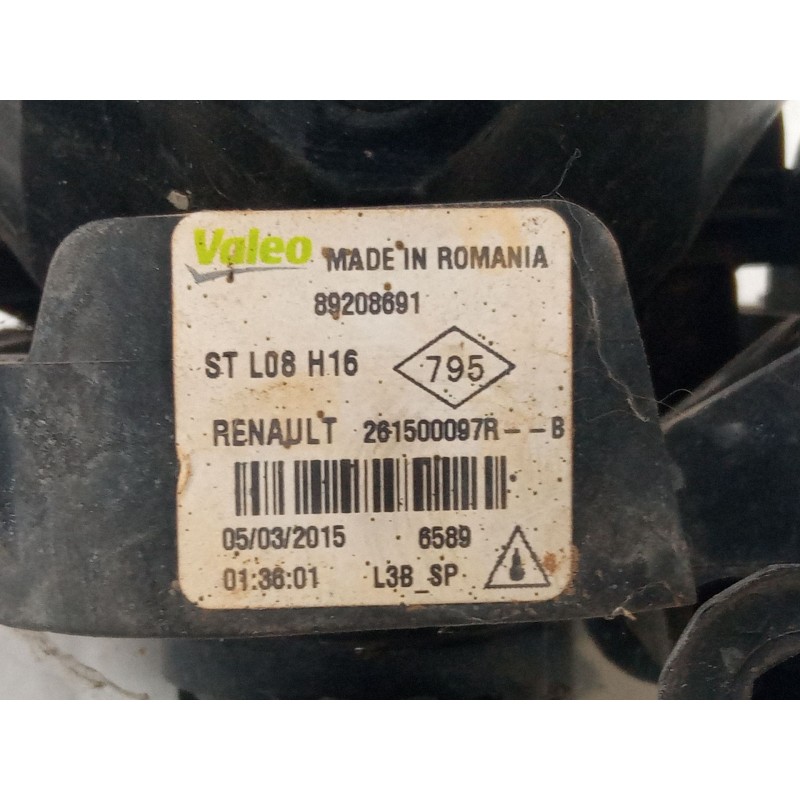 Valeo MADE IN ROMANIA
89208691
ST L08 H16 795
RENAULT 261500097R--B
05/03/2015 6589
01:36:01 L3B_SP